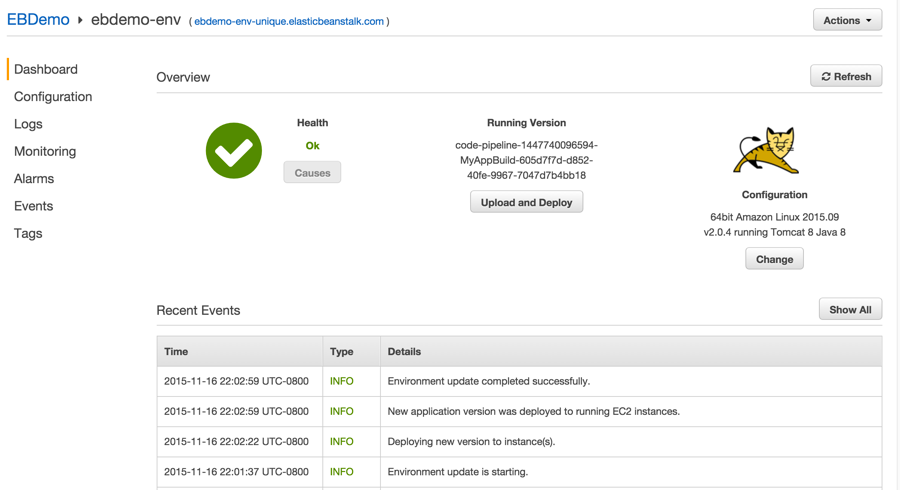 EBDemo ▸ ebdemo-env ( ebdemo-env-unique.elasticbeanstalk.com )
Actions
Dashboard
Configuration
Logs
Monitoring
Alarms
Events
Tags
Overview
Refresh
Health
Ok
Causes
Running Version
code-pipeline-1447740096594-
MyAppBuild-605d7f7d-d852-
40fe-9967-7047d7b4bb18
Upload and Deploy
Configuration
64bit Amazon Linux 2015.09
v2.0.4 running Tomcat 8 Java 8
Change
Recent Events
Show All
Time Type Details
2015-11-16 22:02:59 UTC-0800 INFO Environment update completed successfully.
2015-11-16 22:02:59 UTC-0800 INFO New application version was deployed to running EC2 instances.
2015-11-16 22:02:22 UTC-0800 INFO Deploying new version to instance(s).
2015-11-16 22:01:37 UTC-0800 INFO Environment update is starting.